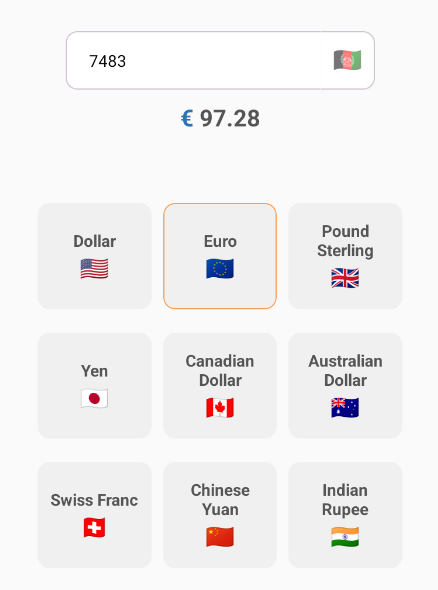 7483
€ 97.28
Dollar
Euro
Pound
Sterling
Yen
Canadian
Dollar
Australian
Dollar
Swiss Franc
Chinese
Yuan
Indian
Rupee